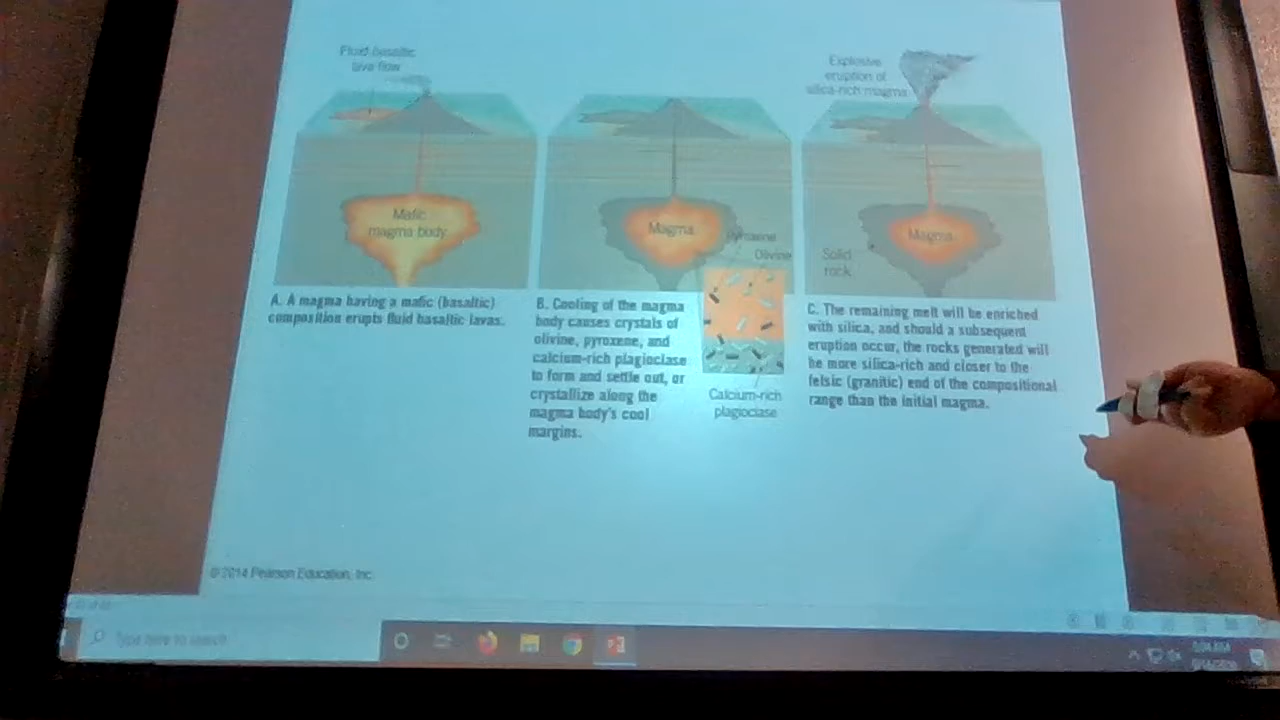 Fluid basaltic
lava flow
Mafic
magma body
A. A magma having a mafic (basaltic)
composition erupts fluid basaltic lavas.
Magma
Pyroxene
Olivine
B. Cooling of the magma
body causes crystals of
olivine, pyroxene, and
calcium-rich plagioclase
to form and settle out, or
crystallize along the
magma body's cool
margins.
Calcium-rich
plagioclase
Explosive
eruption of
silica-rich magma
Magma
Solid
rock
C. The remaining melt will be enriched
with silica, and should a subsequent
eruption occur, the rocks generated will
be more silica-rich and closer to the
felsic (granitic) end of the compositional
range than the initial magma.
© 2014 Pearson Education, Inc.
Type here to search